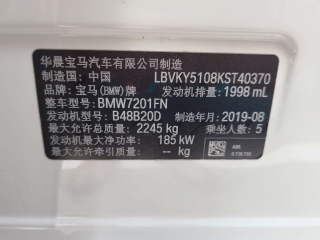 华晨宝马汽车有限公司制造
制造国：中国 LBVKY5108KST40370
品牌：宝马(BMW)牌 发动机排量：1998 mL
整车型号：BMW7201FN
发动机型号：B48B20D 制造年月：2019-08
最大允许总质量：2245 kg 乘坐人数：5
发动机最大净功率：185 kW
最大允许牵引质量：-- kg